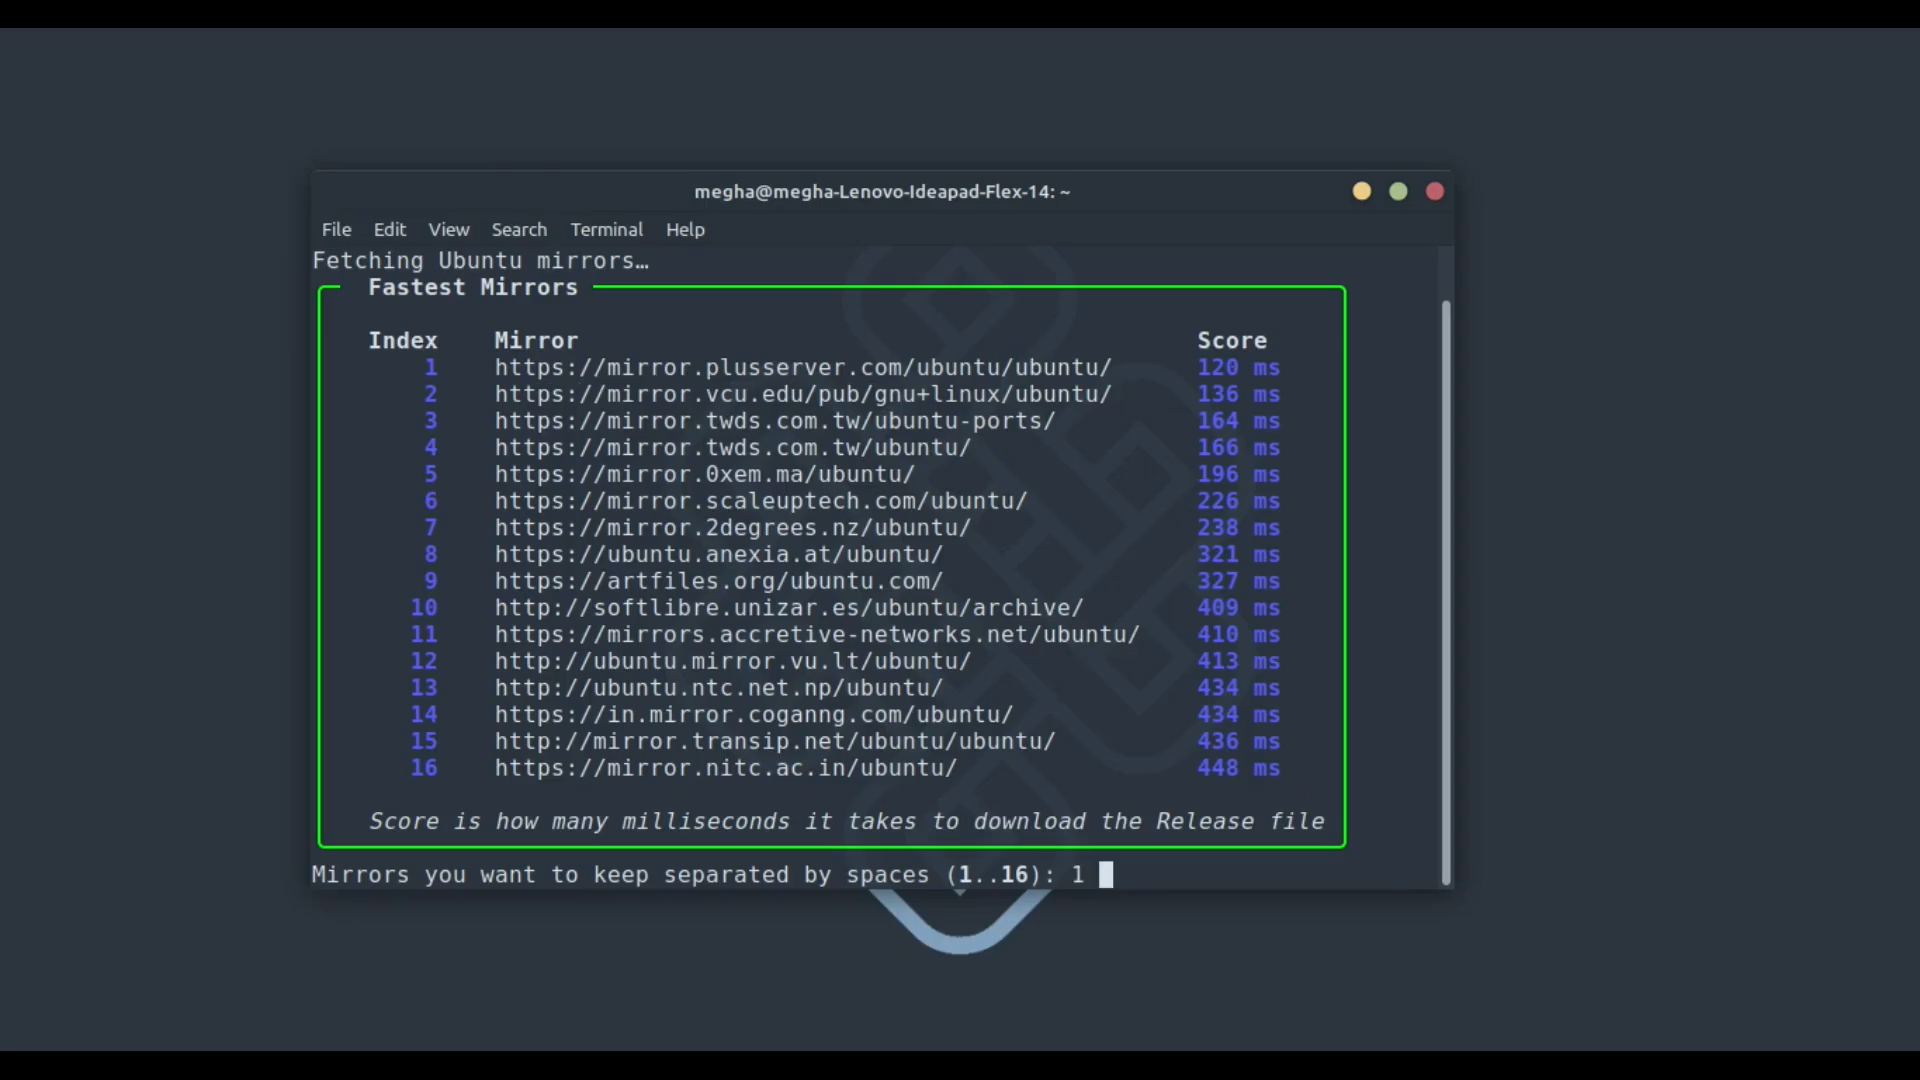 megha@megha-Lenovo-Ideapad-Flex-14: ~
File Edit View Search Terminal Help
Fetching Ubuntu mirrors…
Fastest Mirrors
Index Mirror Score
1 https://mirror.plusserver.com/ubuntu/ubuntu/ 120 ms
2 https://mirror.vcu.edu/pub/gnu+linux/ubuntu/ 136 ms
3 https://mirror.twds.com.tw/ubuntu-ports/ 164 ms
4 https://mirror.twds.com.tw/ubuntu/ 166 ms
5 https://mirror.0xem.ma/ubuntu/ 196 ms
6 https://mirror.scaleuptech.com/ubuntu/ 226 ms
7 https://mirror.2degrees.nz/ubuntu/ 238 ms
8 https://ubuntu.anexia.at/ubuntu/ 321 ms
9 https://artfiles.org/ubuntu.com/ 327 ms
10 http://softlibre.unizar.es/ubuntu/archive/ 409 ms
11 https://mirrors.accretive-networks.net/ubuntu/ 410 ms
12 http://ubuntu.mirror.vu.lt/ubuntu/ 413 ms
13 http://ubuntu.ntc.net.np/ubuntu/ 434 ms
14 https://in.mirror.coganng.com/ubuntu/ 434 ms
15 http://mirror.transip.net/ubuntu/ubuntu/ 436 ms
16 https://mirror.nitc.ac.in/ubuntu/ 448 ms
Score is how many milliseconds it takes to download the Release file
Mirrors you want to keep separated by spaces (1..16): 1